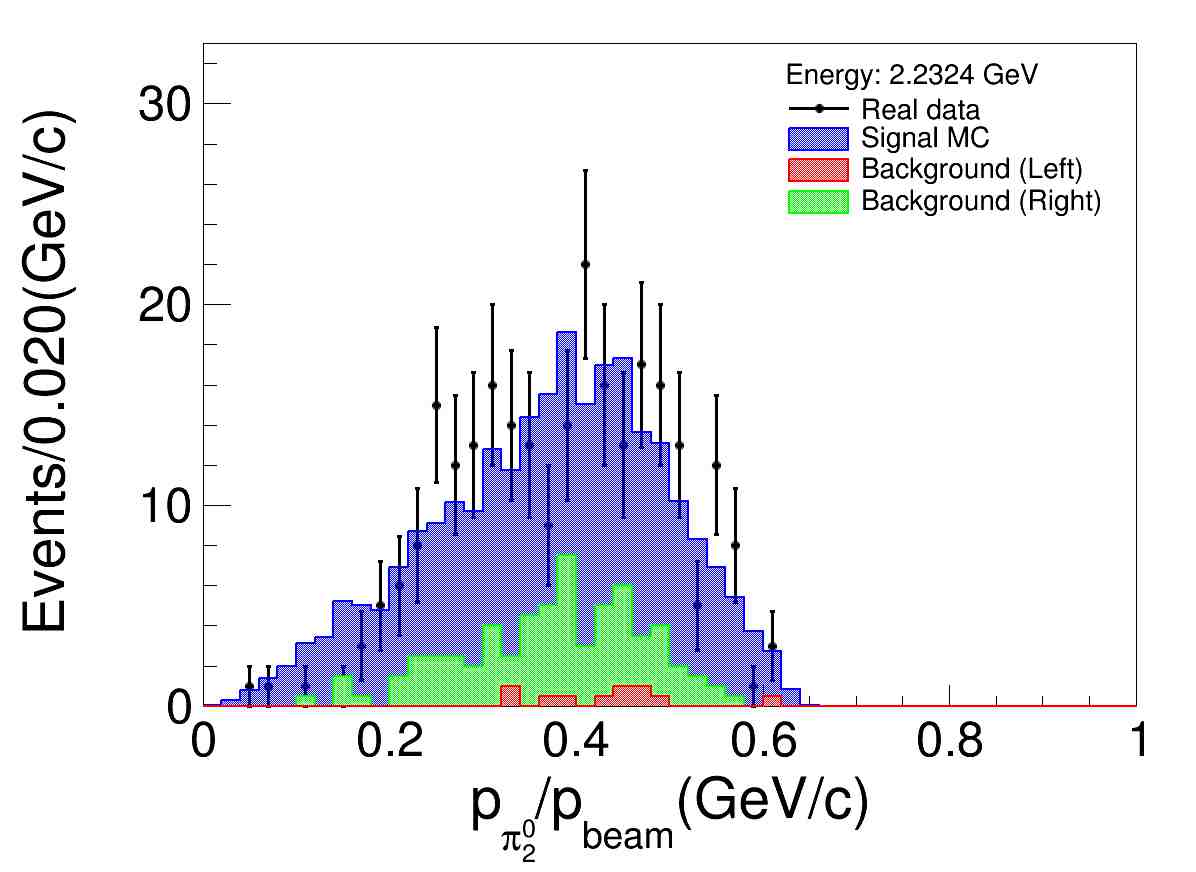 Energy: 2.2324 GeV
Real data
Signal MC
Background (Left)
Background (Right)
Events/0.020(GeV/c)
30
20
10
0
0 0.2 0.4 0.6 0.8 1
p_{π^0_2}/p_{beam}(GeV/c)